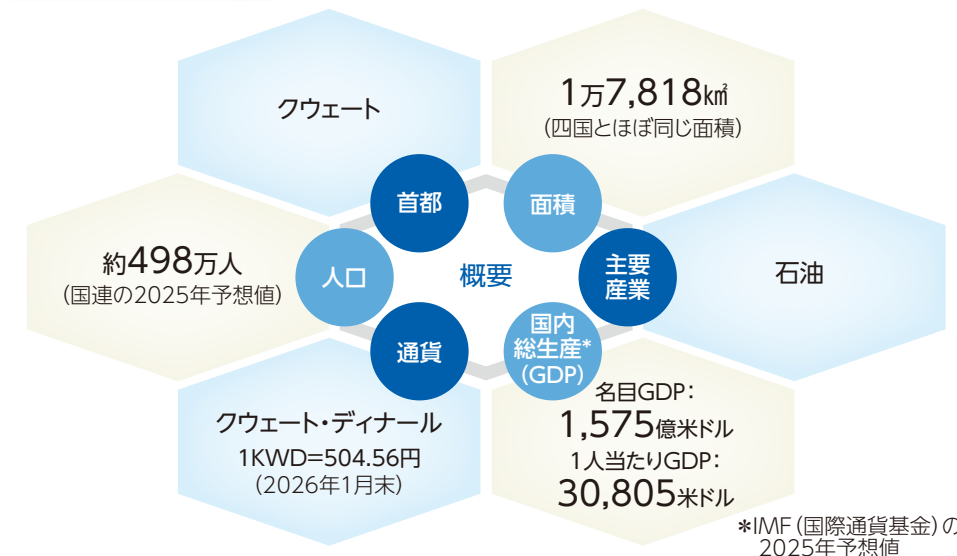 クウェート
首都
1万7,818㎢
(四国とほぼ同じ面積)
面積
約498万人
(国連の2025年予想値)
人口
概要
主要
産業
石油
通貨
クウェート・ディナール
1KWD=504.56円
(2026年1月末)
国内
総生産*
(GDP)
名目GDP:
1,575億米ドル
1人当たりGDP:
30,805米ドル
*IMF(国際通貨基金)の
2025年予想値